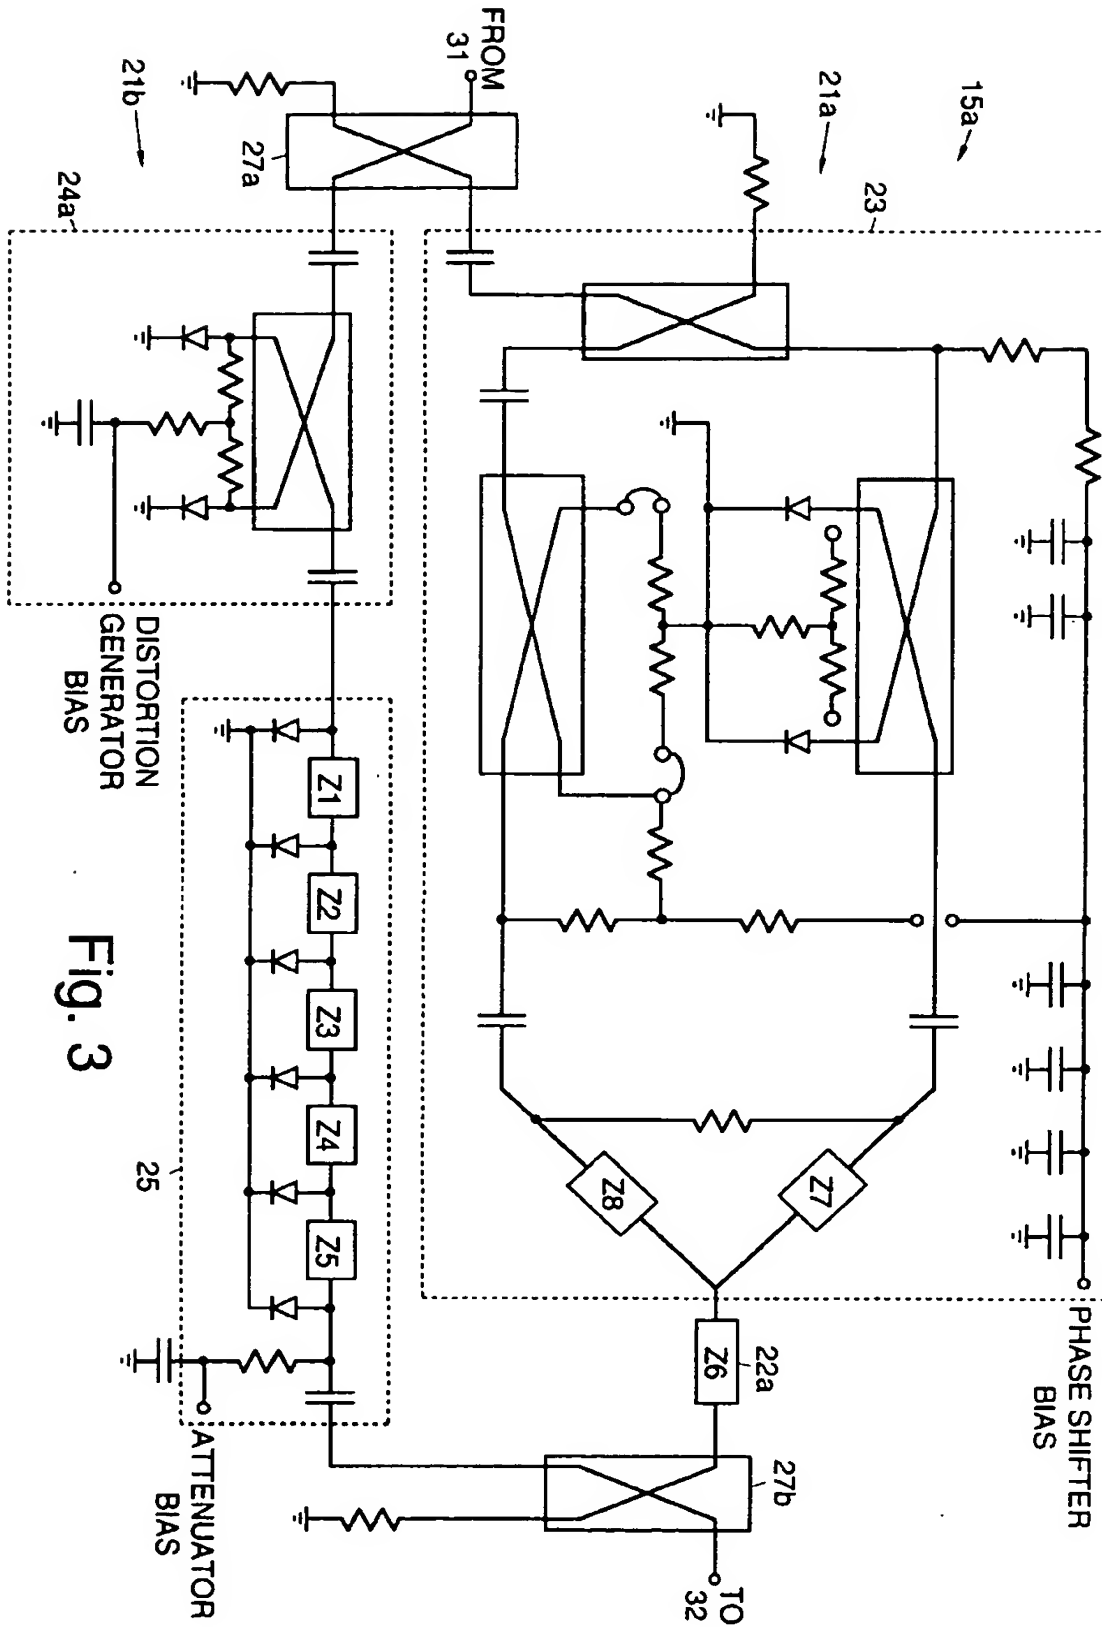 15a
21a
23
PHASE SHIFTER
BIAS
FROM
31
27a
21b
24a
Z7
Z8
22a
Z6
27b
TO
32
DISTORTION
GENERATOR
BIAS
Z1
Z2
Z3
Z4
Z5
25
ATTENUATOR
BIAS
Fig. 3